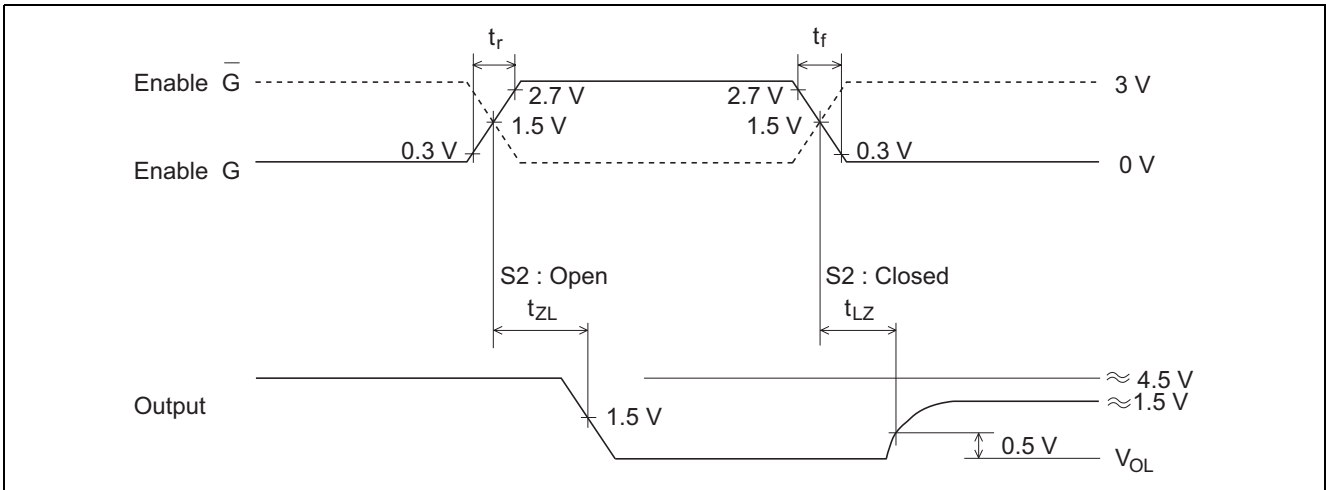 tr
tf
Enable G̅
3 V
2.7 V
2.7 V
1.5 V
1.5 V
0.3 V
0.3 V
Enable G
0 V
S2 : Open
S2 : Closed
tZL
tLZ
≈ 4.5 V
Output
≈1.5 V
1.5 V
0.5 V
VOL